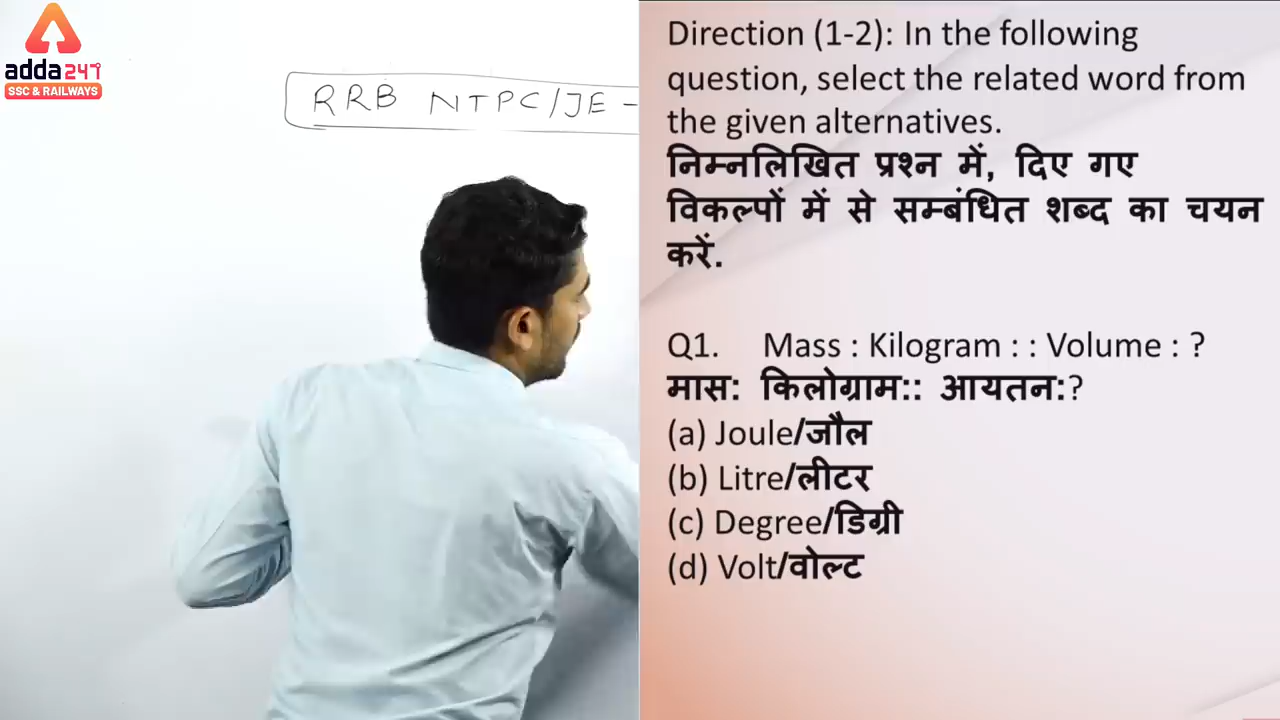 adda247
SSC & RAILWAYS
RRB NTPC/JE -
Direction (1-2): In the following
question, select the related word from
the given alternatives.
निम्नलिखित प्रश्न में, दिए गए
विकल्पों में से सम्बंधित शब्द का चयन
करें.
Q1. Mass : Kilogram : : Volume : ?
मास: किलोग्राम:: आयतन:?
(a) Joule/जौल
(b) Litre/लीटर
(c) Degree/डिग्री
(d) Volt/वोल्ट